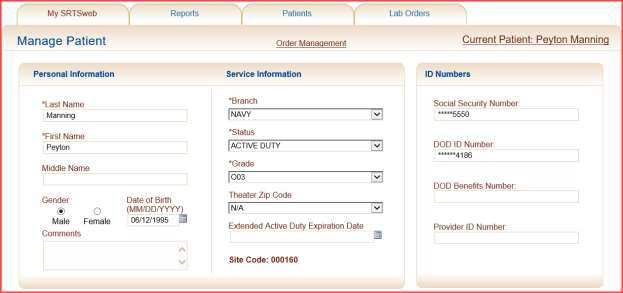 My SRTSweb
Reports
Patients
Lab Orders
Manage Patient
Order Management
Current Patient: Peyton Manning
Personal Information
*Last Name
Manning
*First Name
Peyton
Middle Name
Gender
Male
Female
Date of Birth
(MM/DD/YYYY)
06/12/1995
Comments
Service Information
*Branch
NAVY
*Status
ACTIVE DUTY
*Grade
O03
Theater Zip Code
N/A
Extended Active Duty Expiration Date
Site Code: 000160
ID Numbers
Social Security Number:
*****5550
DOD ID Number:
******4186
DOD Benefits Number:
Provider ID Number: